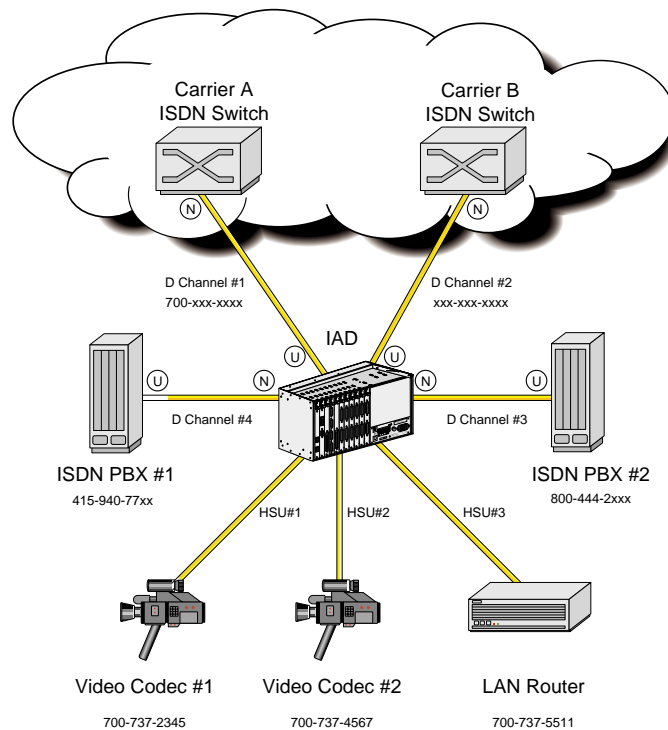 Carrier A
ISDN Switch
Carrier B
ISDN Switch
N
N
D Channel #1
700-xxx-xxxx
D Channel #2
xxx-xxx-xxxx
IAD
U
U
U
N
N
U
D Channel #4
D Channel #3
ISDN PBX #1
415-940-77xx
ISDN PBX #2
800-444-2xxx
HSU#1
HSU#2
HSU#3
Video Codec #1
Video Codec #2
LAN Router
700-737-2345
700-737-4567
700-737-5511